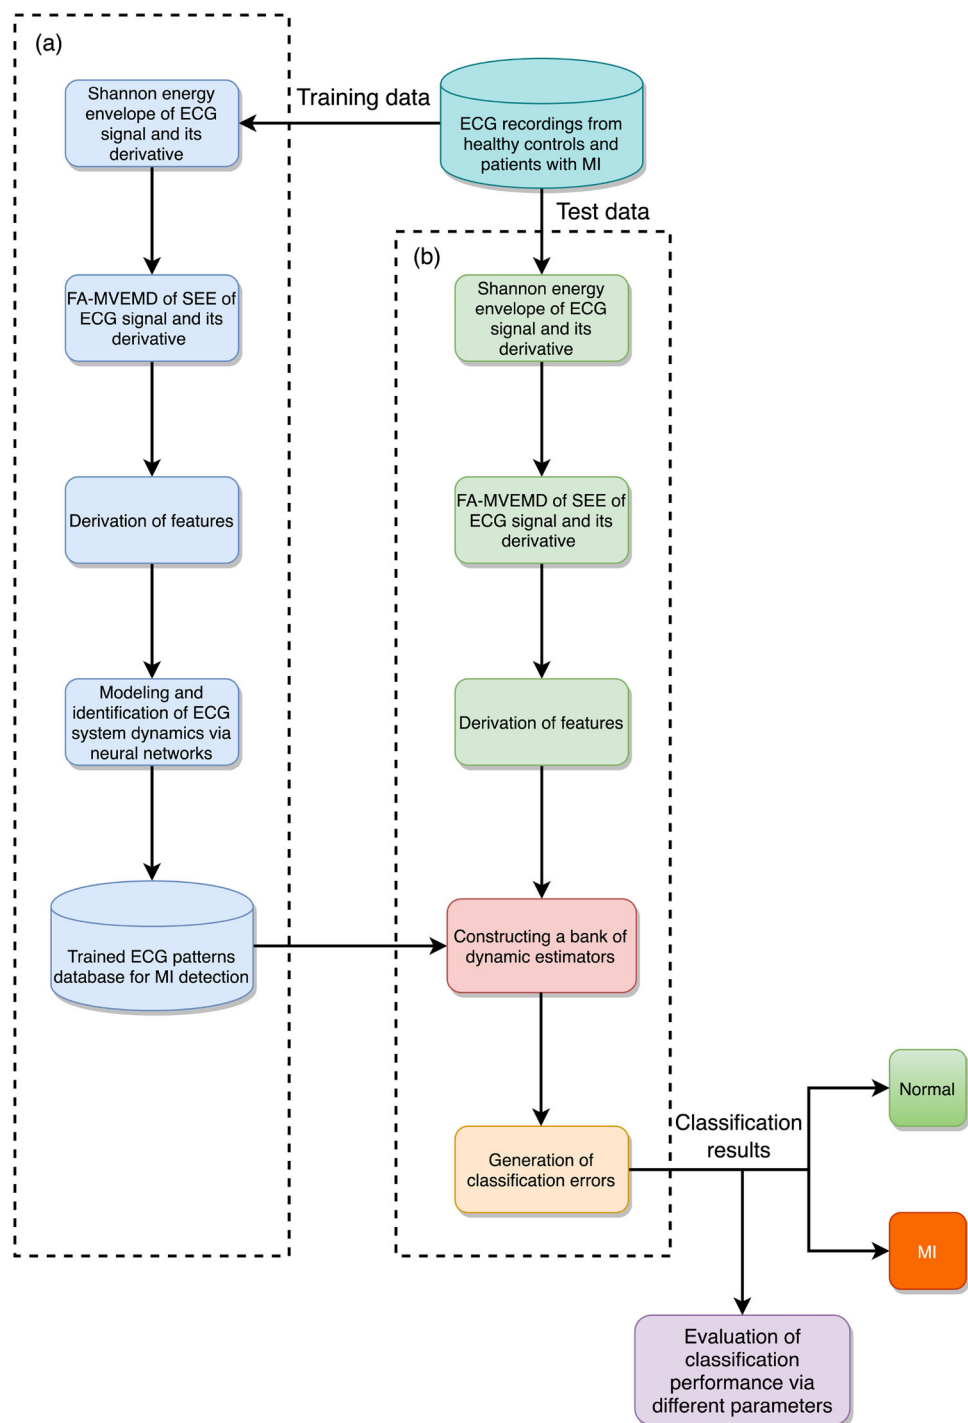 (a)
Shannon energy
envelope of ECG
signal and its
derivative
Training data
ECG recordings from
healthy controls and
patients with MI
Test data
FA-MVEMD of SEE of
ECG signal and its
derivative
Derivation of features
Modeling and
identification of ECG
system dynamics via
neural networks
Trained ECG patterns
database for MI detection
(b)
Shannon energy
envelope of ECG
signal and its
derivative
FA-MVEMD of SEE of
ECG signal and its
derivative
Derivation of features
Constructing a bank of
dynamic estimators
Generation of
classification errors
Classification
results
Normal
MI
Evaluation of
classification
performance via
different parameters